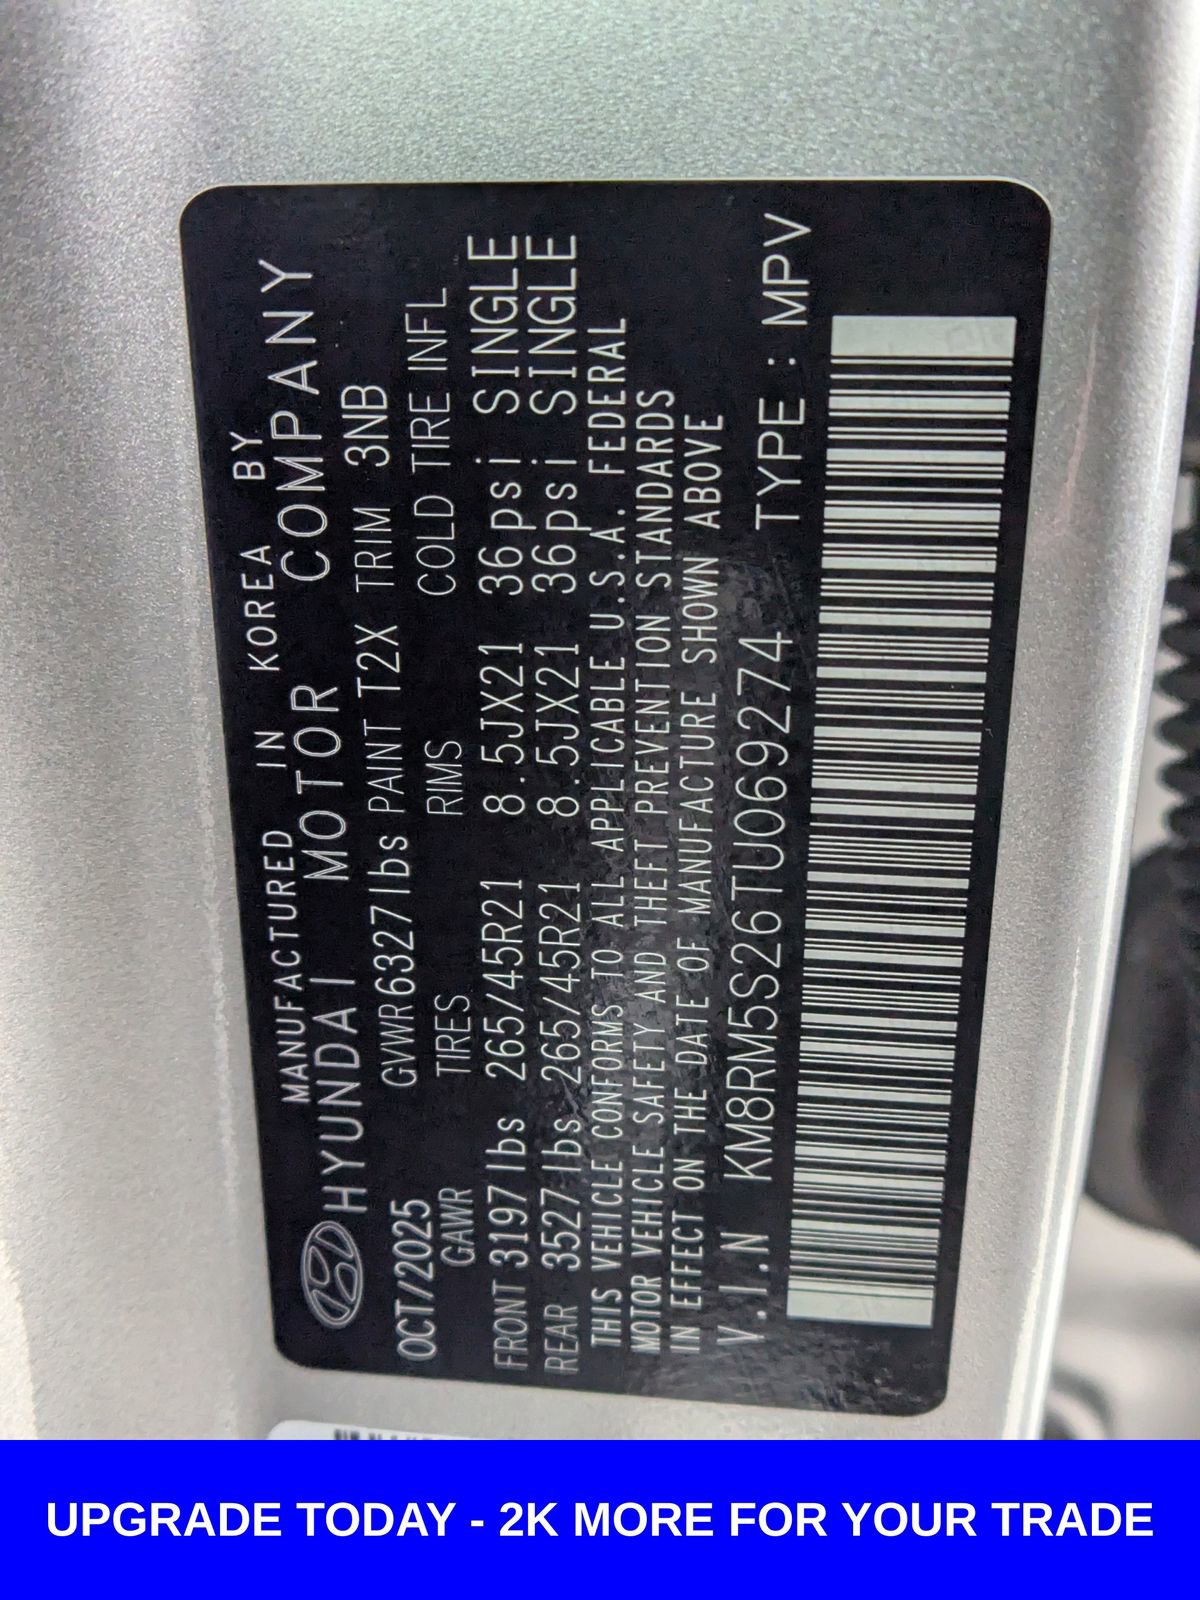 MANUFACTURED IN KOREA BY
HYUNDAI MOTOR COMPANY
OCT/2025 GVWR6327lbs PAINT T2X TRIM 3NB
GAWR TIRES RIMS COLD TIRE INFL
FRONT 3197lbs 265/45R21 8.5JX21 36psi SINGLE
REAR 3527lbs 265/45R21 8.5JX21 36psi SINGLE
THIS VEHICLE CONFORMS TO ALL APPLICABLE U.S.A. FEDERAL
MOTOR VEHICLE SAFETY AND THEFT PREVENTION STANDARDS
IN EFFECT ON THE DATE OF MANUFACTURE SHOWN ABOVE
V.I.N KM8RM5S26TU069274 TYPE : MPV
UPGRADE TODAY - 2K MORE FOR YOUR TRADE